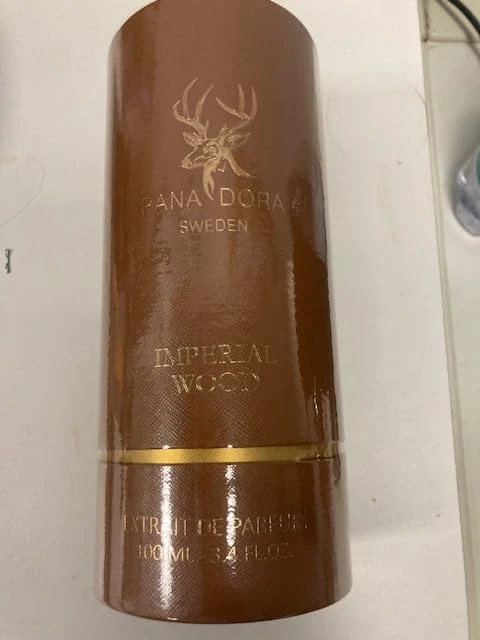 PANA DORA
SWEDEN
IMPERIAL
WOOD
EXTRAIT DE PARFUM
100 ML - 3.4 FL.OZ.